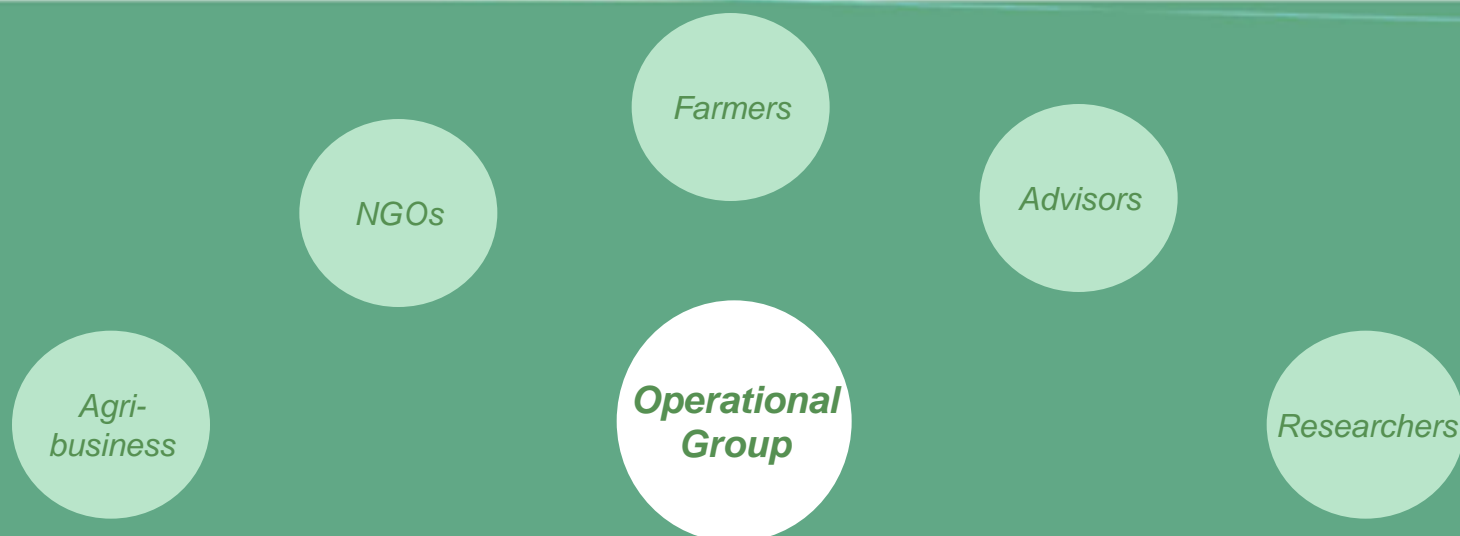 Farmers
NGOs
Advisors
Agri-
business
Operational
Group
Researchers